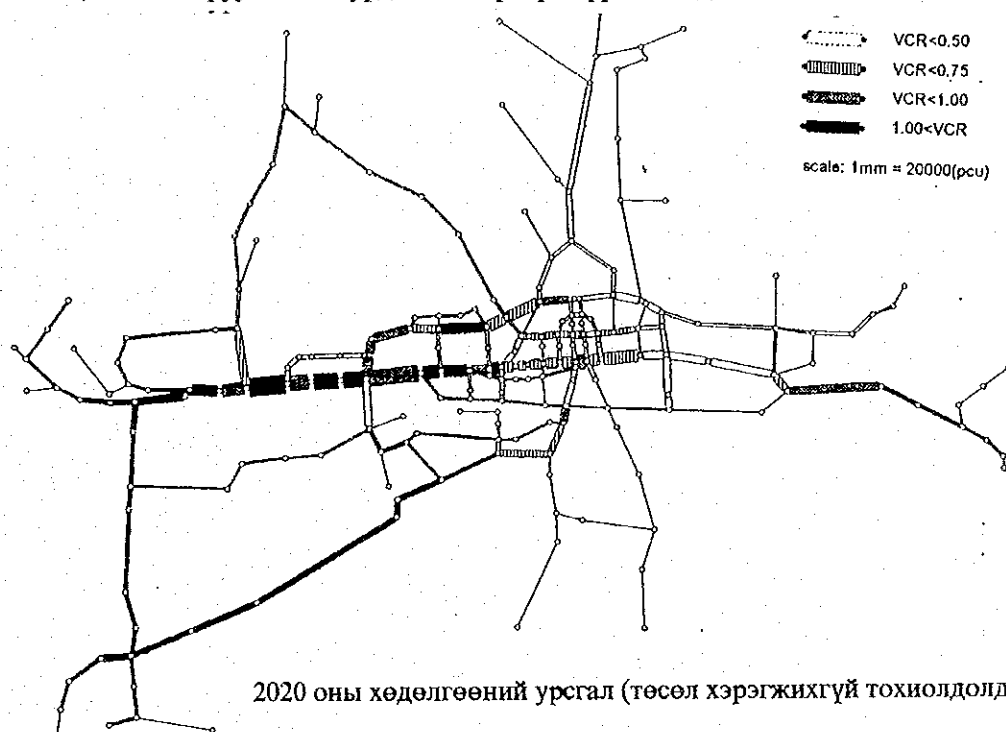 VCR<0.50
VCR<0.75
VCR<1.00
1.00<VCR
scale: 1mm = 20000(pcu)
2020 оны хөдөлгөөний урсгал (төсөл хэрэгжихгүй тохиолдолд